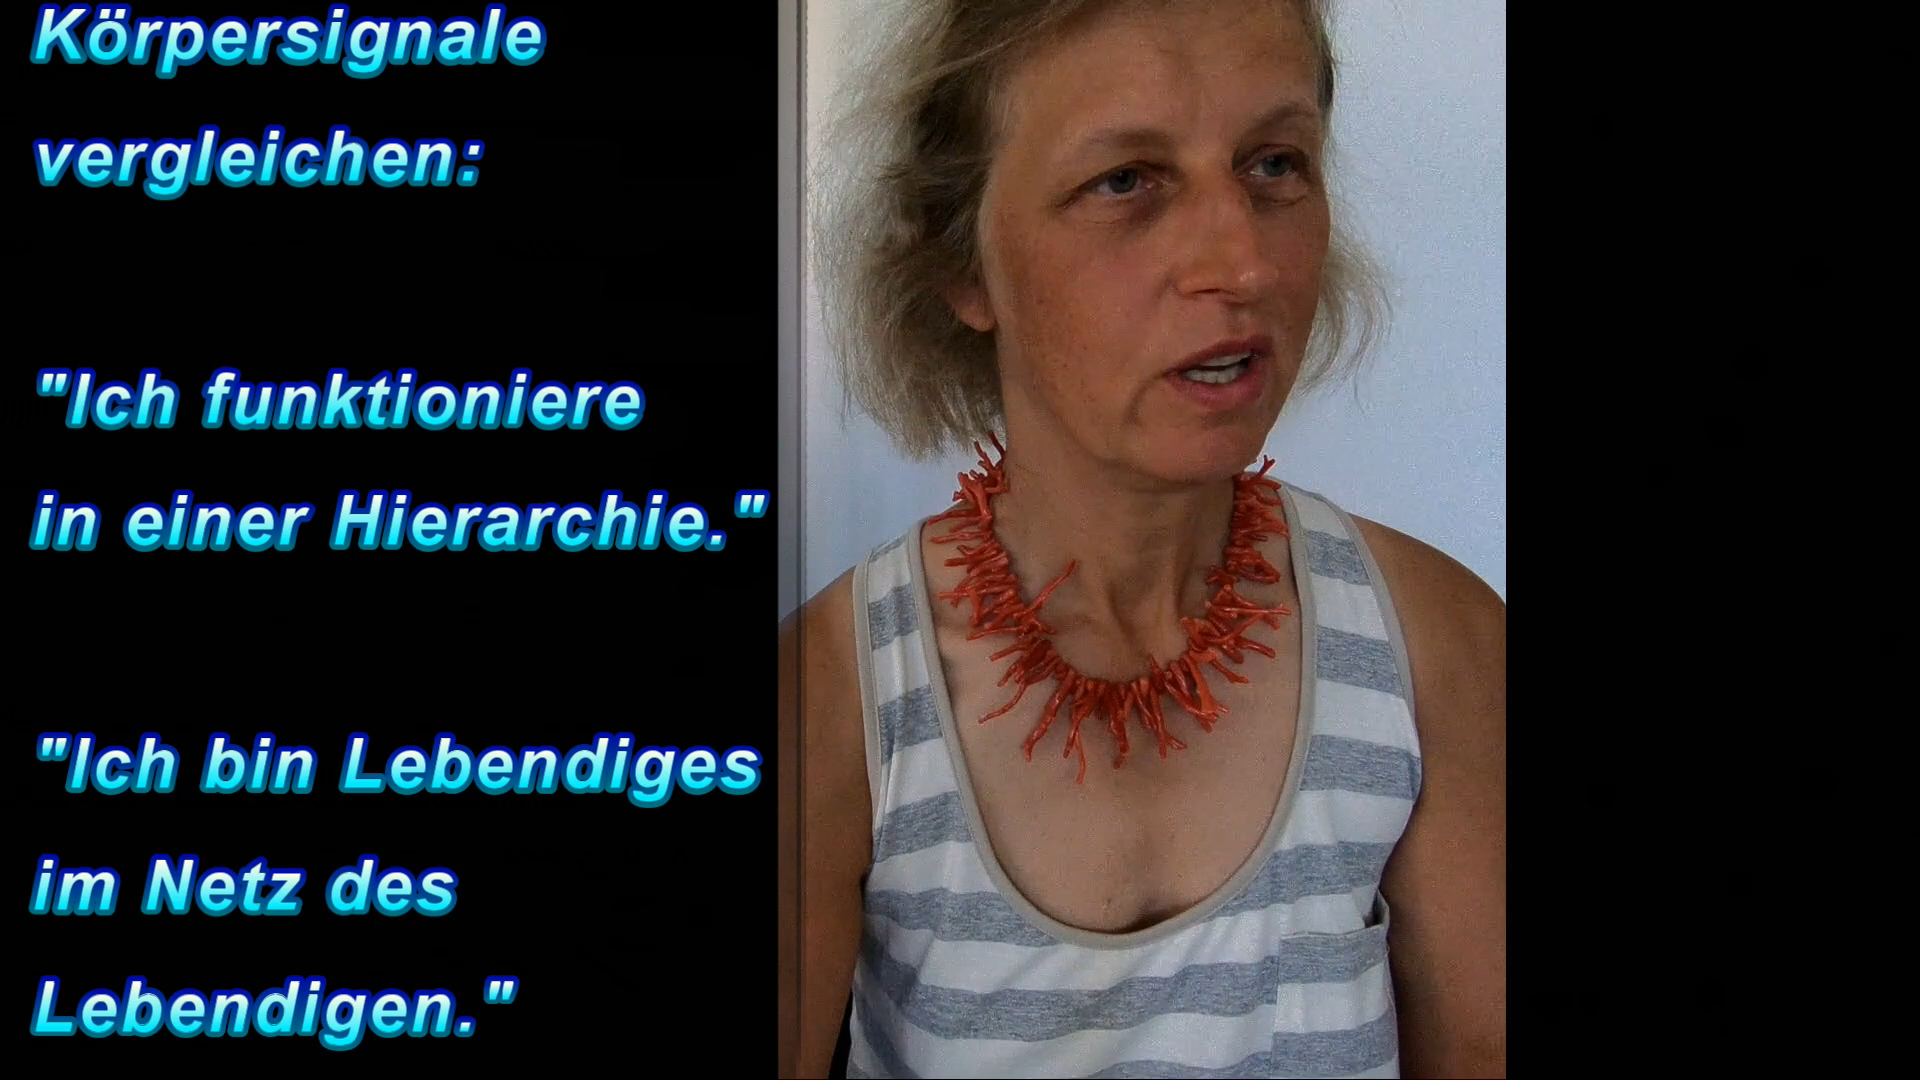 Körpersignale
vergleichen:
"Ich funktioniere
in einer Hierarchie."
"Ich bin Lebendiges
im Netz des
Lebendigen."